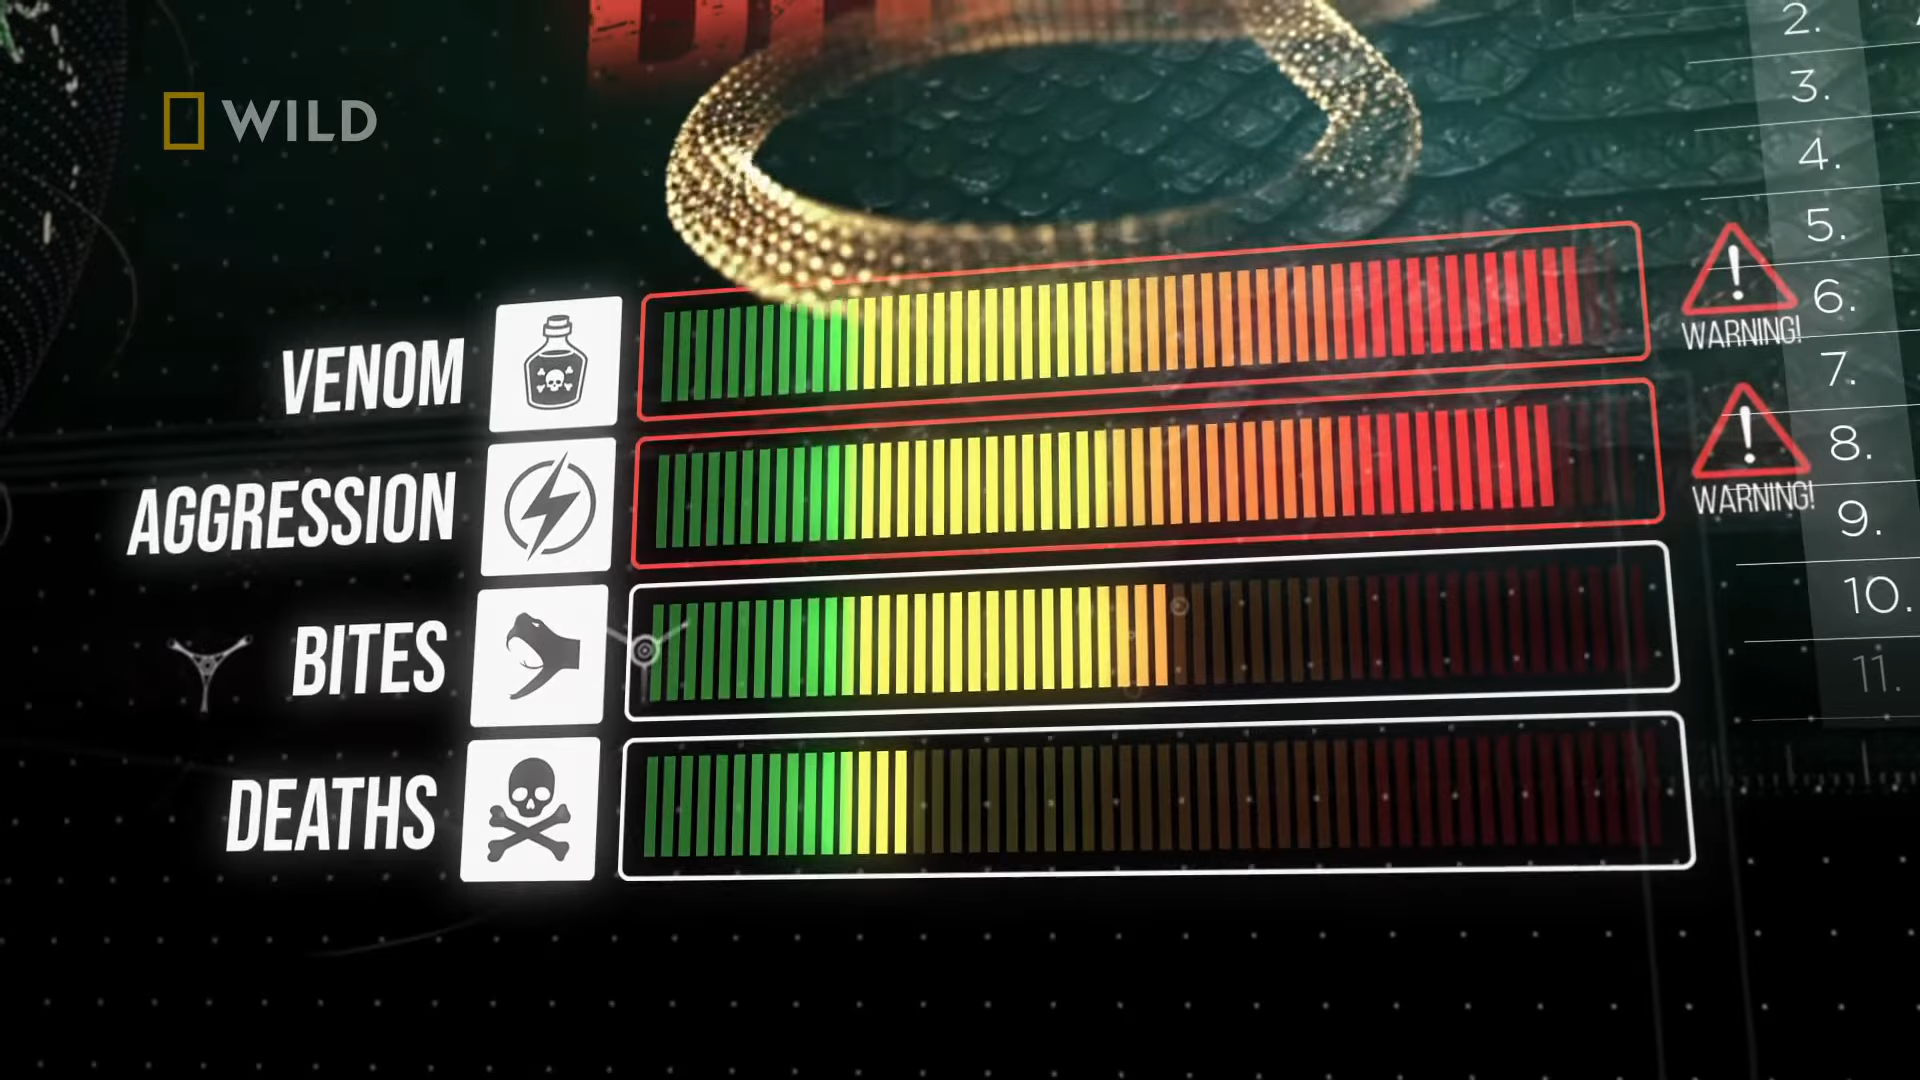 WILD
2.
3.
4.
5.
6.
WARNING!
7.
8.
WARNING!
9.
10.
11.
VENOM
AGGRESSION
BITES
DEATHS